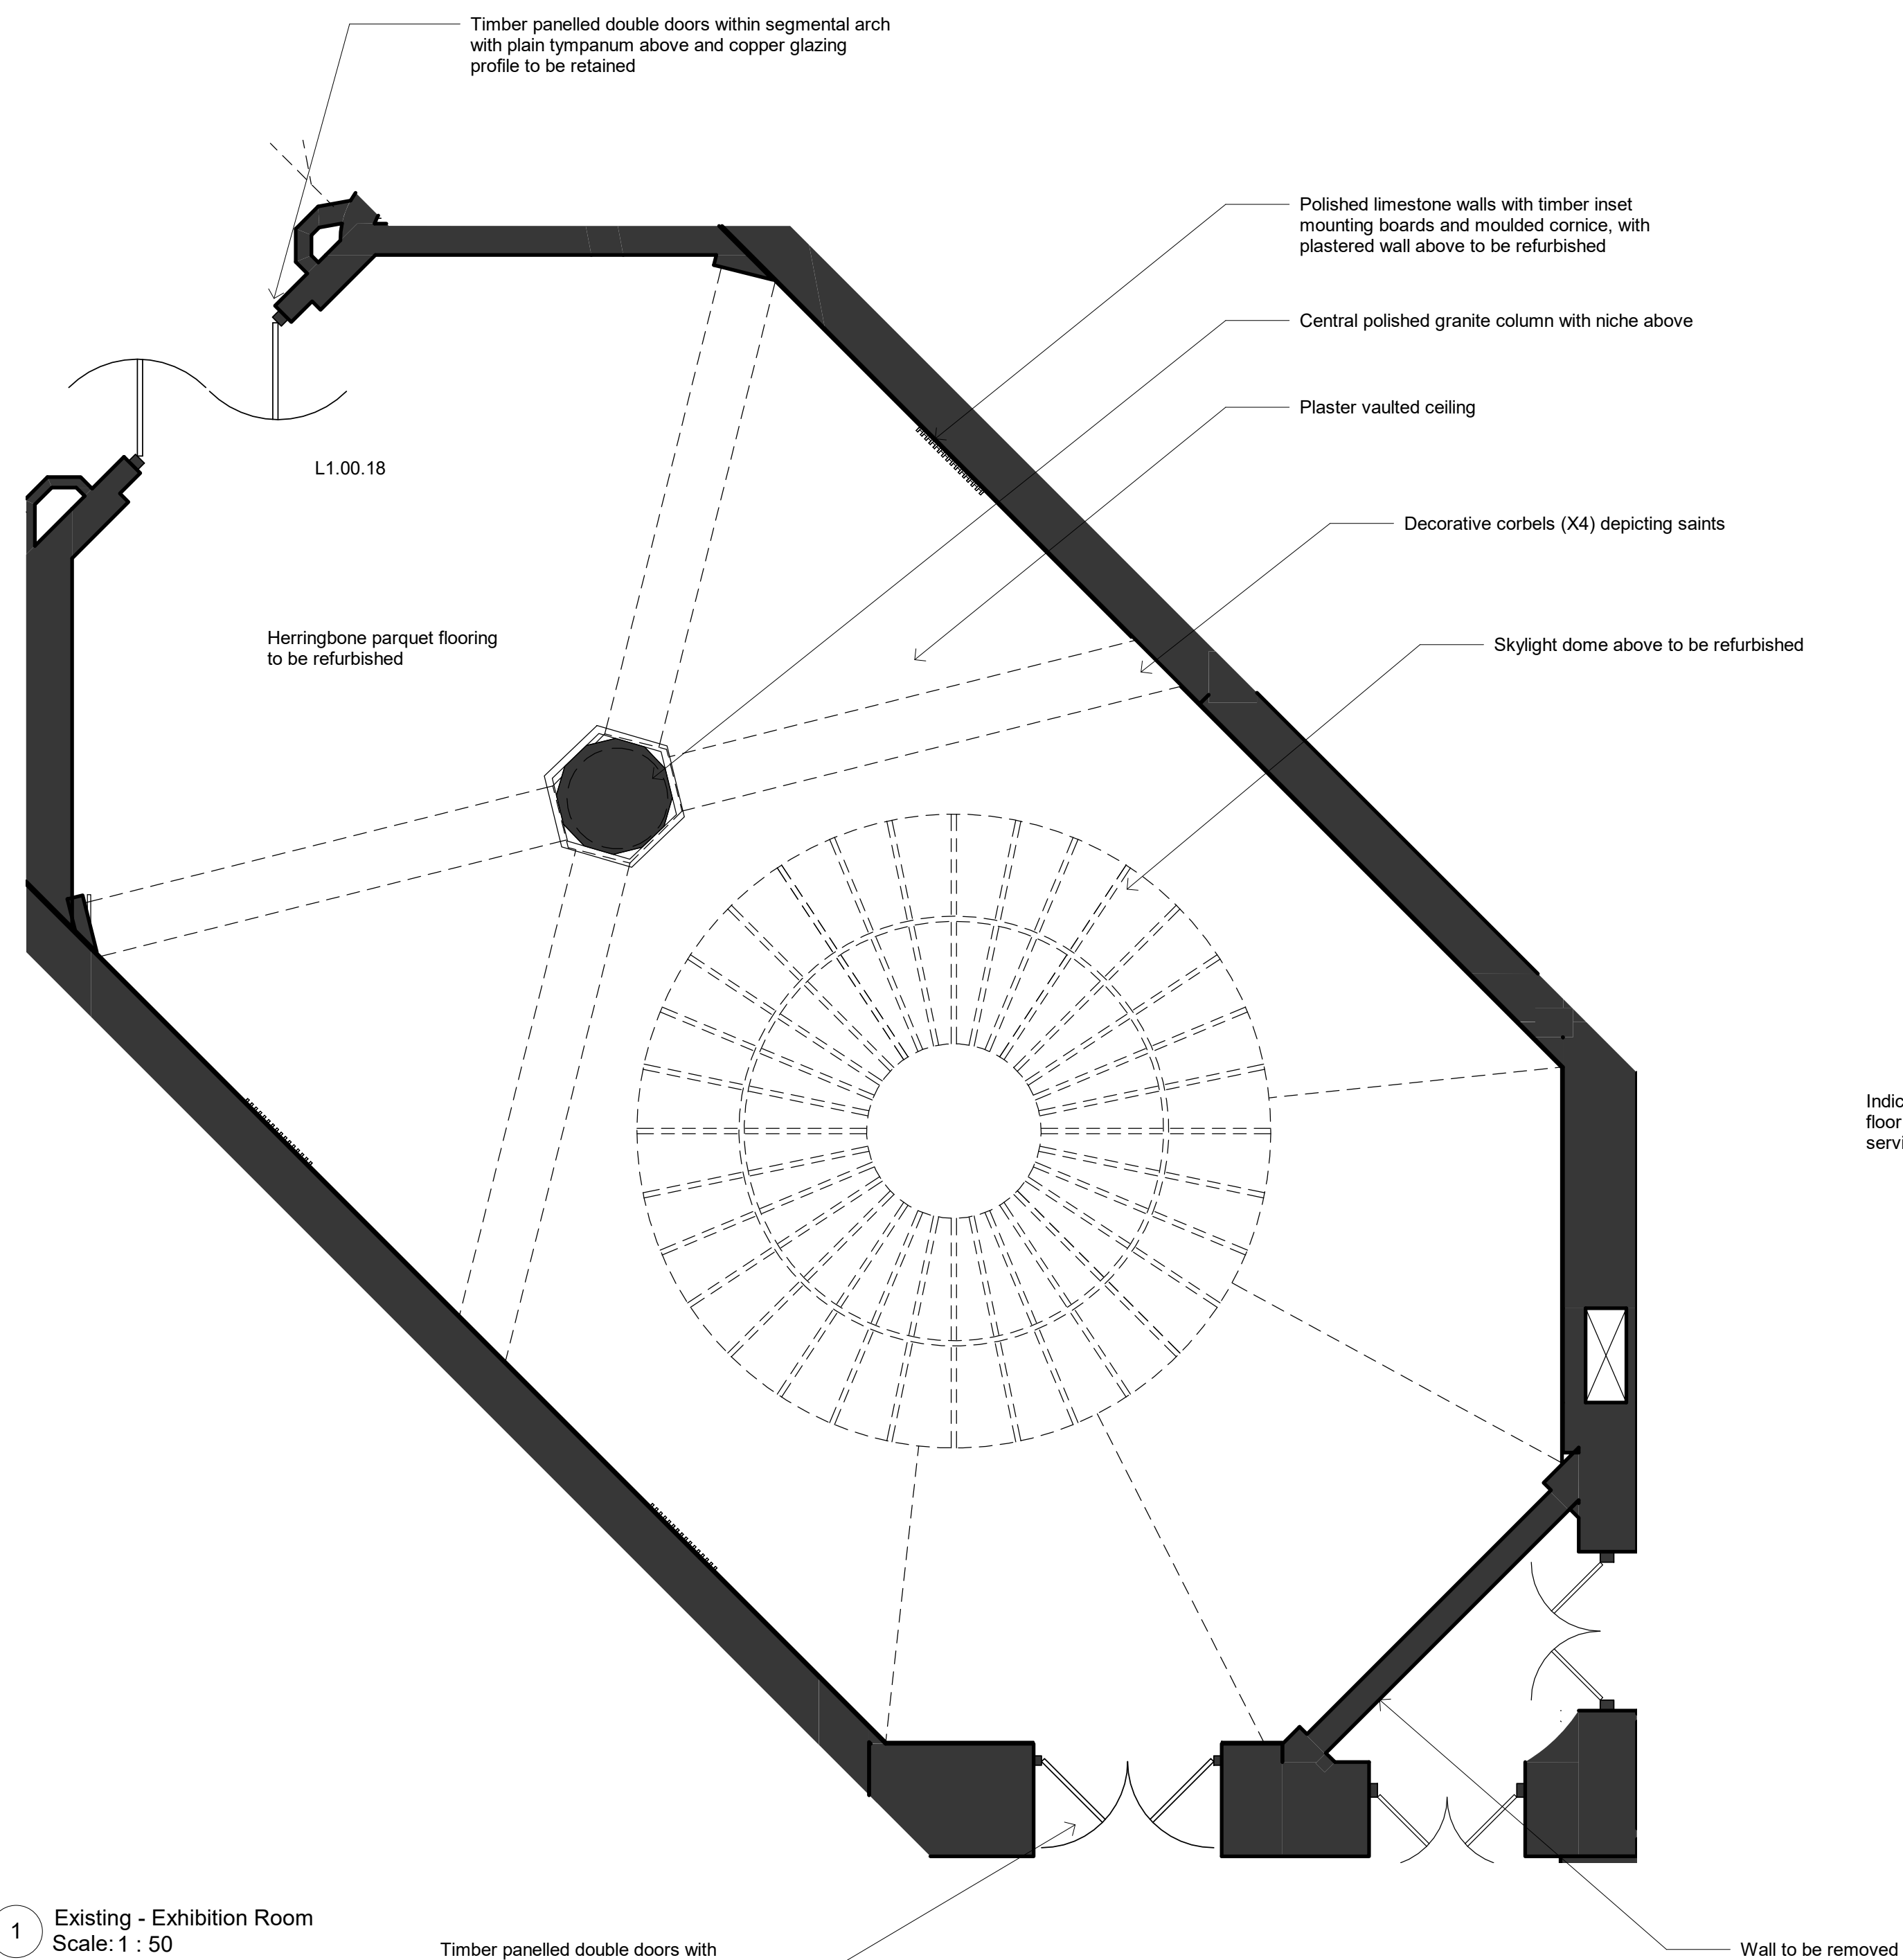 Timber panelled double doors within segmental arch
with plain tympanum above and copper glazing
profile to be retained
Polished limestone walls with timber inset
mounting boards and moulded cornice, with
plastered wall above to be refurbished
Central polished granite column with niche above
Plaster vaulted ceiling
L1.00.18
Decorative corbels (X4) depicting saints
Herringbone parquet flooring
to be refurbished
Skylight dome above to be refurbished
floor
1
Existing - Exhibition Room
Scale: 1 : 50
Timber panelled double doors with
Wall to be removed